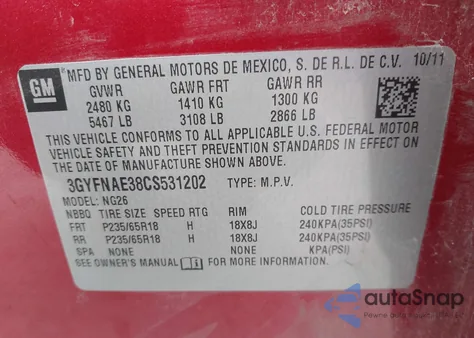 GM
MFD BY GENERAL MOTORS DE MEXICO, S. DE R.L. DE C.V. 10/11
GVWR GAWR FRT GAWR RR
2480 KG 1410 KG 1300 KG
5467 LB 3108 LB 2866 LB
THIS VEHICLE CONFORMS TO ALL APPLICABLE U.S. FEDERAL MOTOR
VEHICLE SAFETY AND THEFT PREVENTION STANDARDS IN EFFECT ON
THE DATE OF MANUFACTURE SHOWN ABOVE.
3GYFNAE38CS531202 TYPE: M.P.V.
MODEL: NG26
NBBQ TIRE SIZE SPEED RTG RIM COLD TIRE PRESSURE
FRT P235/65R18 H 18X8J 240KPA(35PSI)
RR P235/65R18 H 18X8J 240KPA(35PSI)
SPA NONE NONE KPA(PSI)
SEE OWNER'S MANUAL FOR MORE INFORMATION
autoSnap